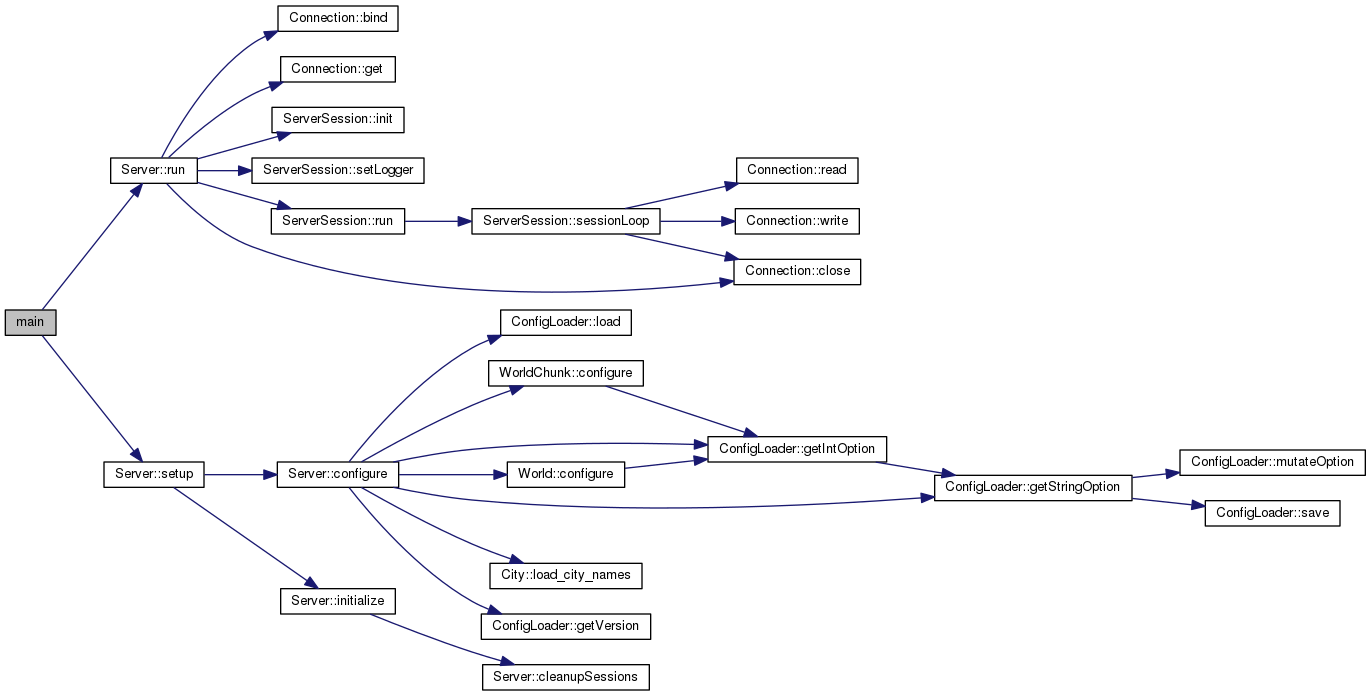 Connection::bind
Connection::get
ServerSession::init
Server::run
ServerSession::setLogger
Connection::read
ServerSession::run
ServerSession::sessionLoop
Connection::write
Connection::close
main
ConfigLoader::load
WorldChunk::configure
ConfigLoader::getIntOption
ConfigLoader::mutateOption
Server::setup
Server::configure
World::configure
ConfigLoader::getStringOption
ConfigLoader::save
City::load_city_names
Server::initialize
ConfigLoader::getVersion
Server::cleanupSessions